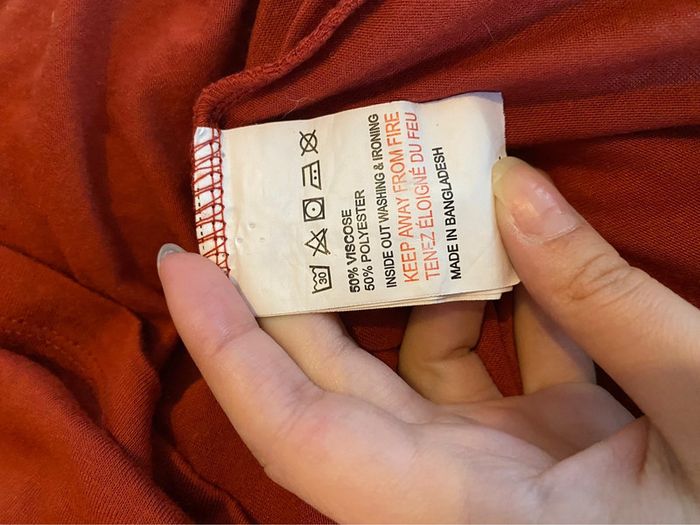 30
50% VISCOSE
50% POLYESTER
INSIDE OUT WASHING & IRONING
KEEP AWAY FROM FIRE
TENEZ ÉLOIGNÉ DU FEU
MADE IN BANGLADESH